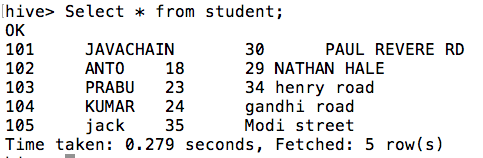 hive> Select * from student;
OK
101 JAVACHAIN 30 PAUL REVERE RD
102 ANTO 18 29 NATHAN HALE
103 PRABU 23 34 henry road
104 KUMAR 24 gandhi road
105 jack 35 Modi street
Time taken: 0.279 seconds, Fetched: 5 row(s)